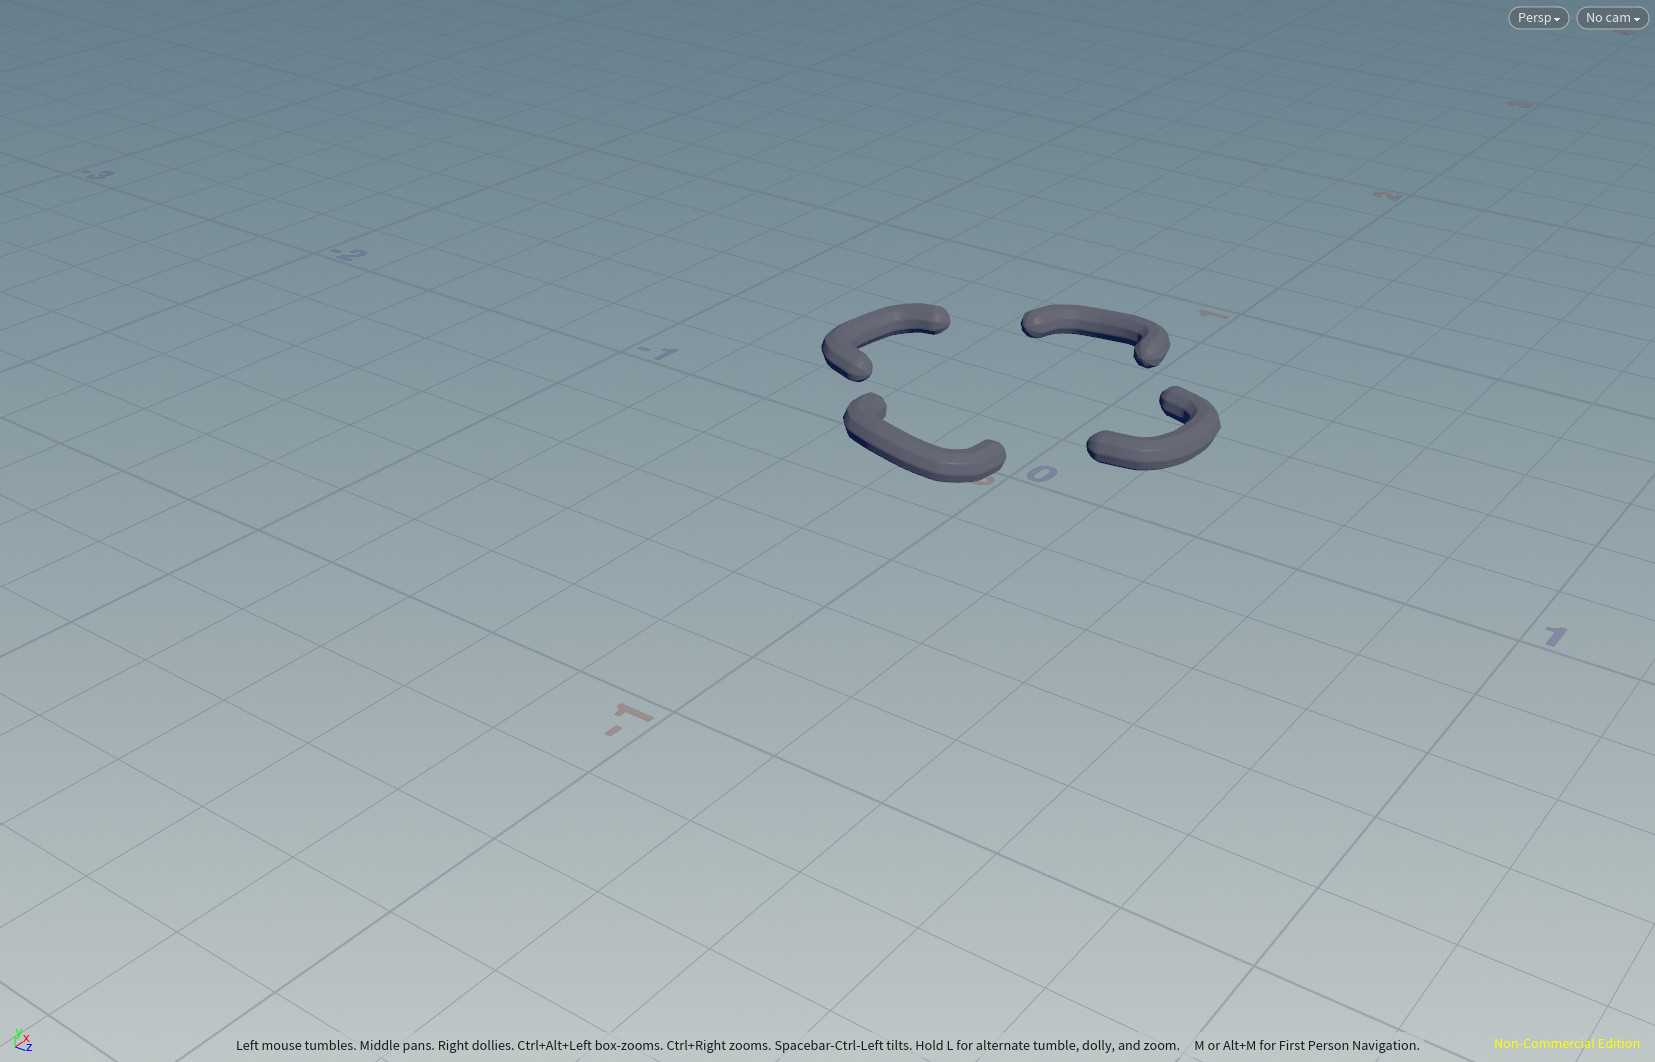 Persp
No cam
-3
-2
2
-1
1
0
1
-1
y
x
z
Left mouse tumbles. Middle pans. Right dollies. Ctrl+Alt+Left box-zooms. Ctrl+Right zooms. Spacebar-Ctrl-Left tilts. Hold L for alternate tumble, dolly, and zoom. M or Alt+M for First Person Navigation.
Non-Commercial Edition